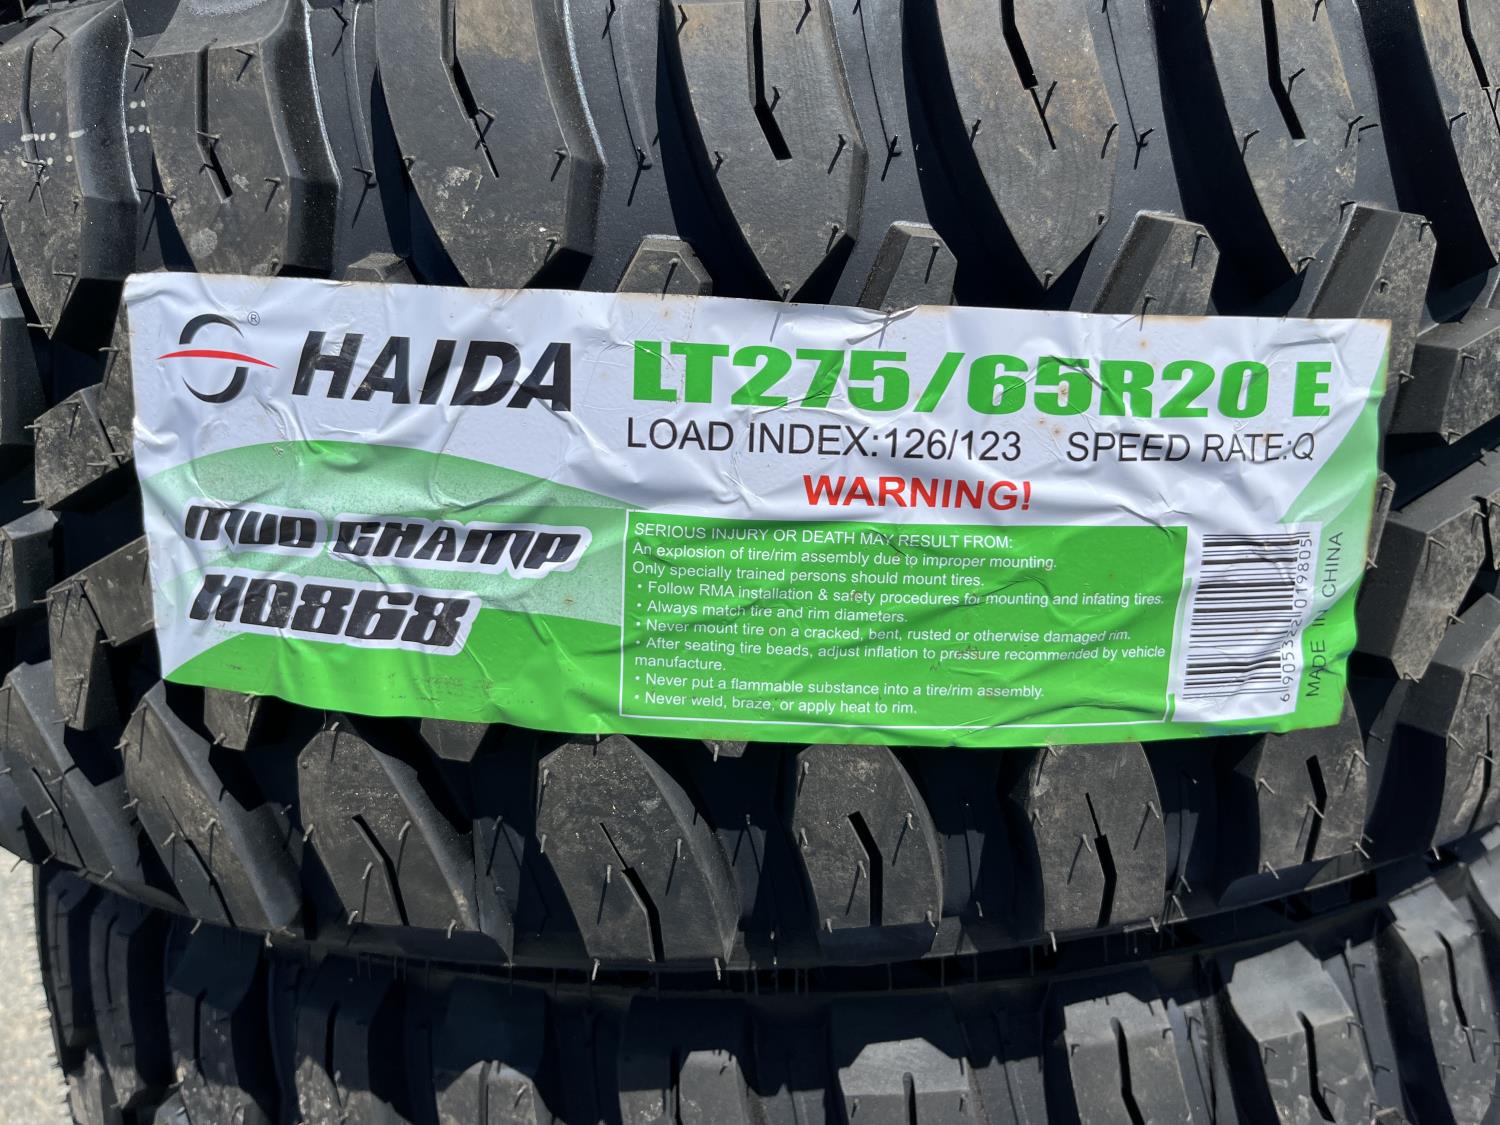 ® HAIDA
LT275/65R20 E
LOAD INDEX:126/123 SPEED RATE:Q
WARNING!
MUD CHAMP
HD868
SERIOUS INJURY OR DEATH MAY RESULT FROM:
An explosion of tire/rim assembly due to improper mounting.
Only specially trained persons should mount tires.
• Follow RMA installation & safety procedures for mounting and infating tires.
• Always match tire and rim diameters.
• Never mount tire on a cracked, bent, rusted or otherwise damaged rim.
• After seating tire beads, adjust inflation to pressure recommended by vehicle
manufacture.
• Never put a flammable substance into a tire/rim assembly.
• Never weld, braze, or apply heat to rim.
6905322019805
MADE IN CHINA